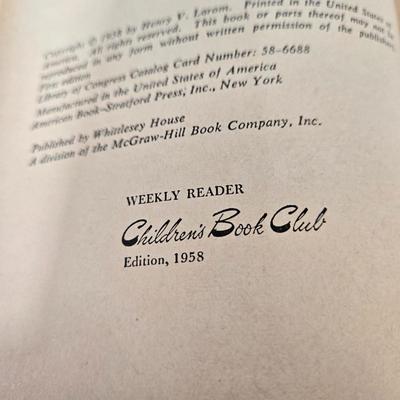 Copyright © 1958 by Henry V. Larom. Printed in the United States of
America. All rights reserved. This book or parts thereof may not be
reproduced in any form without written permission of the publisher.
First edition
Library of Congress Catalog Card Number: 58-6688
Manufactured in the United States of America
American Book–Stratford Press, Inc., New York
Published by Whittlesey House
A division of the McGraw-Hill Book Company, Inc.
WEEKLY READER
Children's Book Club
Edition, 1958